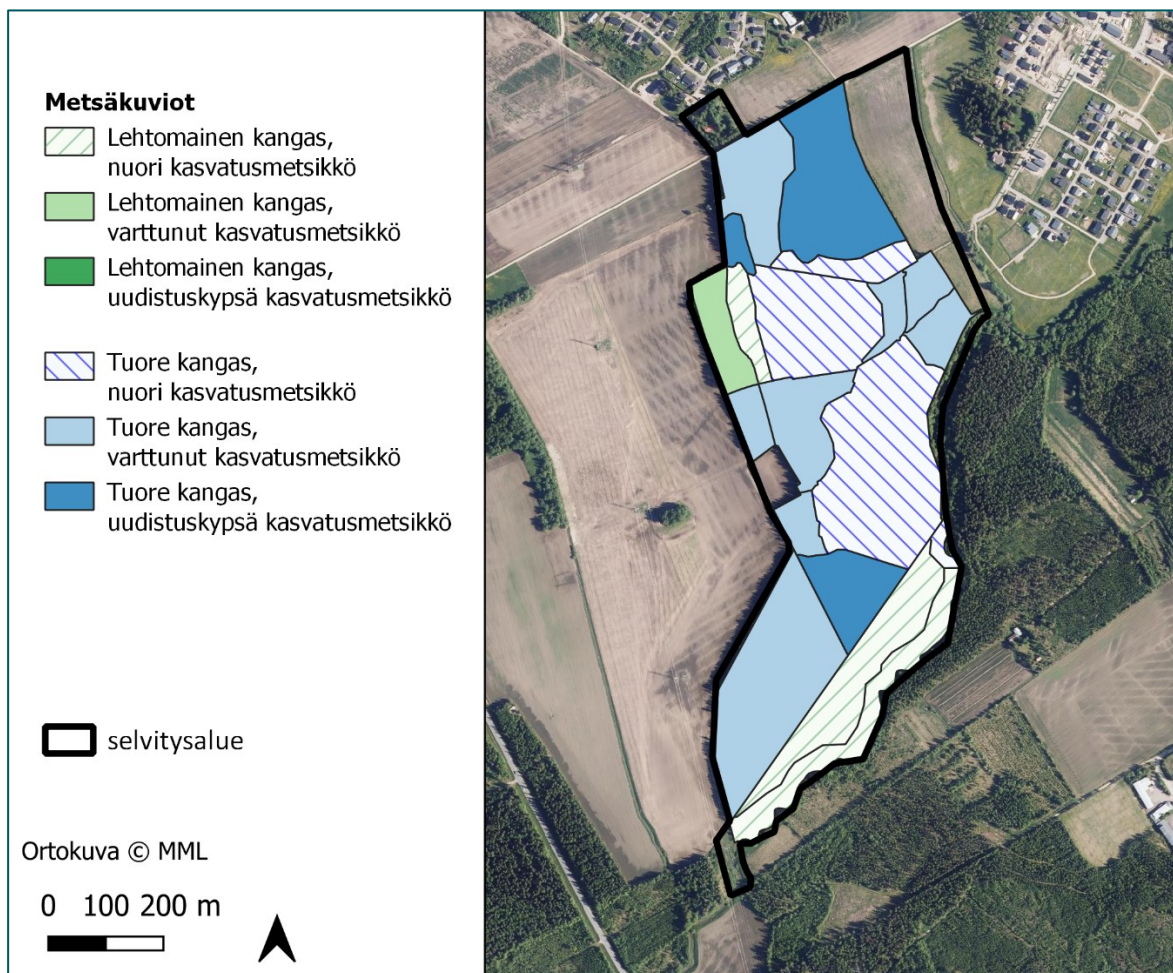 Metsäkuviot
Lehtomainen kangas,
nuori kasvatusmetsikkö
Lehtomainen kangas,
varttunut kasvatusmetsikkö
Lehtomainen kangas,
uudistuskypsä kasvatusmetsikkö
Tuore kangas,
nuori kasvatusmetsikkö
Tuore kangas,
varttunut kasvatusmetsikkö
Tuore kangas,
uudistuskypsä kasvatusmetsikkö
selvitysalue
Ortokuva © MML
0 100 200 m